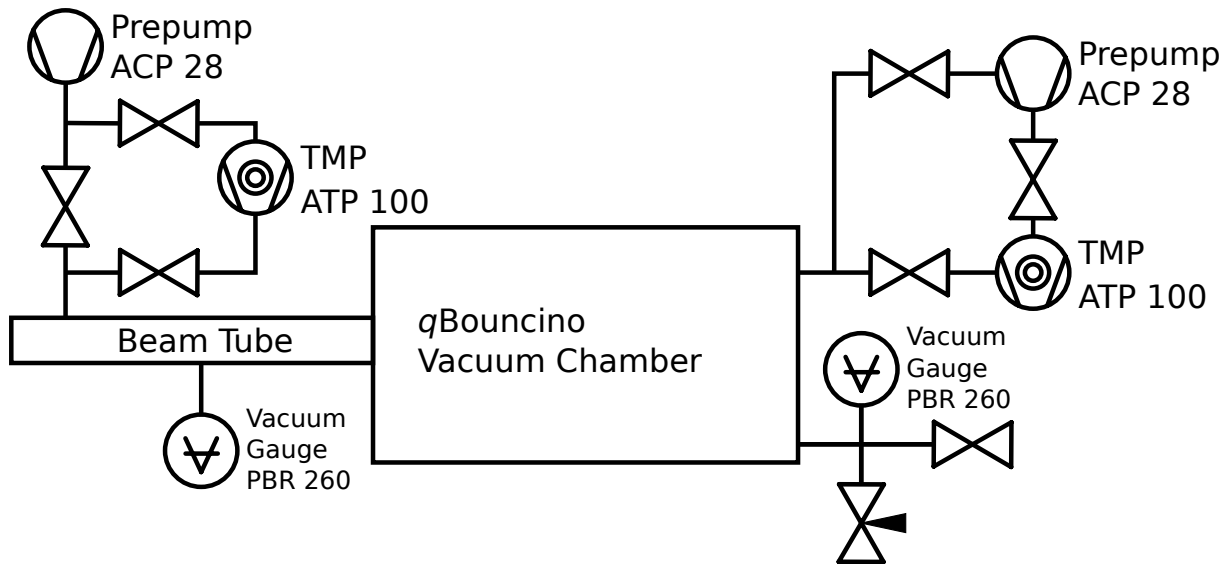 Prepump
ACP 28
TMP
ATP 100
Beam Tube
Vacuum
Gauge
PBR 260
qBouncino
Vacuum Chamber
Prepump
ACP 28
TMP
ATP 100
Vacuum
Gauge
PBR 260